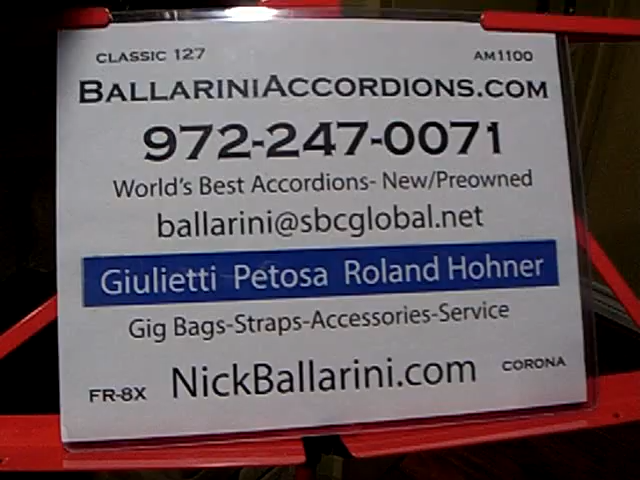 CLASSIC 127 AM1100
BALLARINIACCORDIONS.COM
972-247-0071
World's Best Accordions- New/Preowned
ballarini@sbcglobal.net
Giulietti Petosa Roland Hohner
Gig Bags-Straps-Accessories-Service
FR-8X NickBallarini.com CORONA